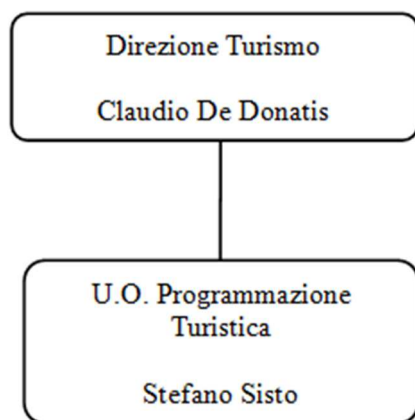 Direzione Turismo
Claudio De Donatis
U.O. Programmazione
Turistica
Stefano Sisto